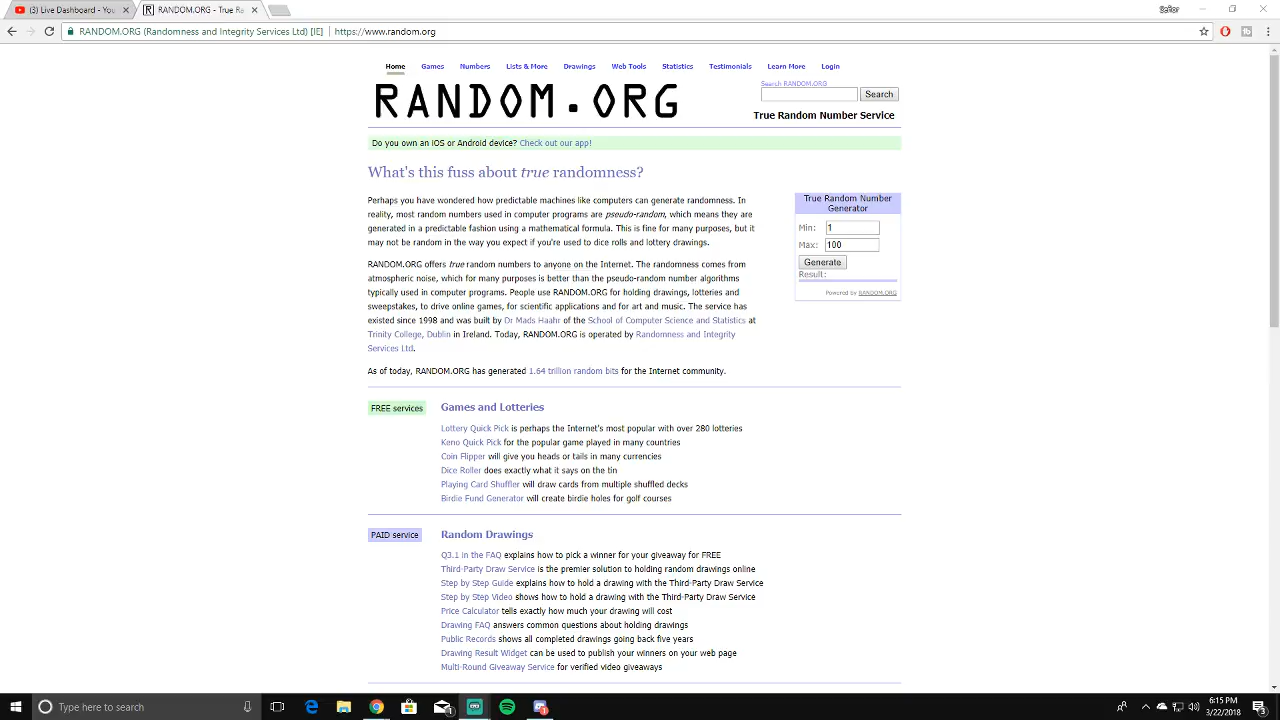 (3) Live Dashboard - You
RANDOM.ORG - True Ra
RANDOM.ORG (Randomness and Integrity Services Ltd) [IE] | https://www.random.org
Home Games Numbers Lists & More Drawings Web Tools Statistics Testimonials Learn More Login
RANDOM.ORG
Search RANDOM.ORG
Search
True Random Number Service
Do you own an iOS or Android device? Check out our app!
What's this fuss about true randomness?
Perhaps you have wondered how predictable machines like computers can generate randomness. In
reality, most random numbers used in computer programs are pseudo-random, which means they are
generated in a predictable fashion using a mathematical formula. This is fine for many purposes, but it
may not be random in the way you expect if you're used to dice rolls and lottery drawings.
RANDOM.ORG offers true random numbers to anyone on the Internet. The randomness comes from
atmospheric noise, which for many purposes is better than the pseudo-random number algorithms
typically used in computer programs. People use RANDOM.ORG for holding drawings, lotteries and
sweepstakes, to drive online games, for scientific applications and for art and music. The service has
existed since 1998 and was built by Dr Mads Haahr of the School of Computer Science and Statistics at
Trinity College, Dublin in Ireland. Today, RANDOM.ORG is operated by Randomness and Integrity
Services Ltd.
As of today, RANDOM.ORG has generated 1.64 trillion random bits for the Internet community.
True Random Number
Generator
Min: 1
Max: 100
Generate
Result:
Powered by RANDOM.ORG
FREE services
Games and Lotteries
Lottery Quick Pick is perhaps the Internet's most popular with over 280 lotteries
Keno Quick Pick for the popular game played in many countries
Coin Flipper will give you heads or tails in many currencies
Dice Roller does exactly what it says on the tin
Playing Card Shuffler will draw cards from multiple shuffled decks
Birdie Fund Generator will create birdie holes for golf courses
PAID service
Random Drawings
Q3.1 in the FAQ explains how to pick a winner for your giveaway for FREE
Third-Party Draw Service is the premier solution to holding random drawings online
Step by Step Guide explains how to hold a drawing with the Third-Party Draw Service
Step by Step Video shows how to hold a drawing with the Third-Party Draw Service
Price Calculator tells exactly how much your drawing will cost
Drawing FAQ answers common questions about holding drawings
Public Records shows all completed drawings going back five years
Drawing Result Widget can be used to publish your winners on your web page
Multi-Round Giveaway Service for verified video giveaways
Type here to search
6:15 PM
3/22/2018